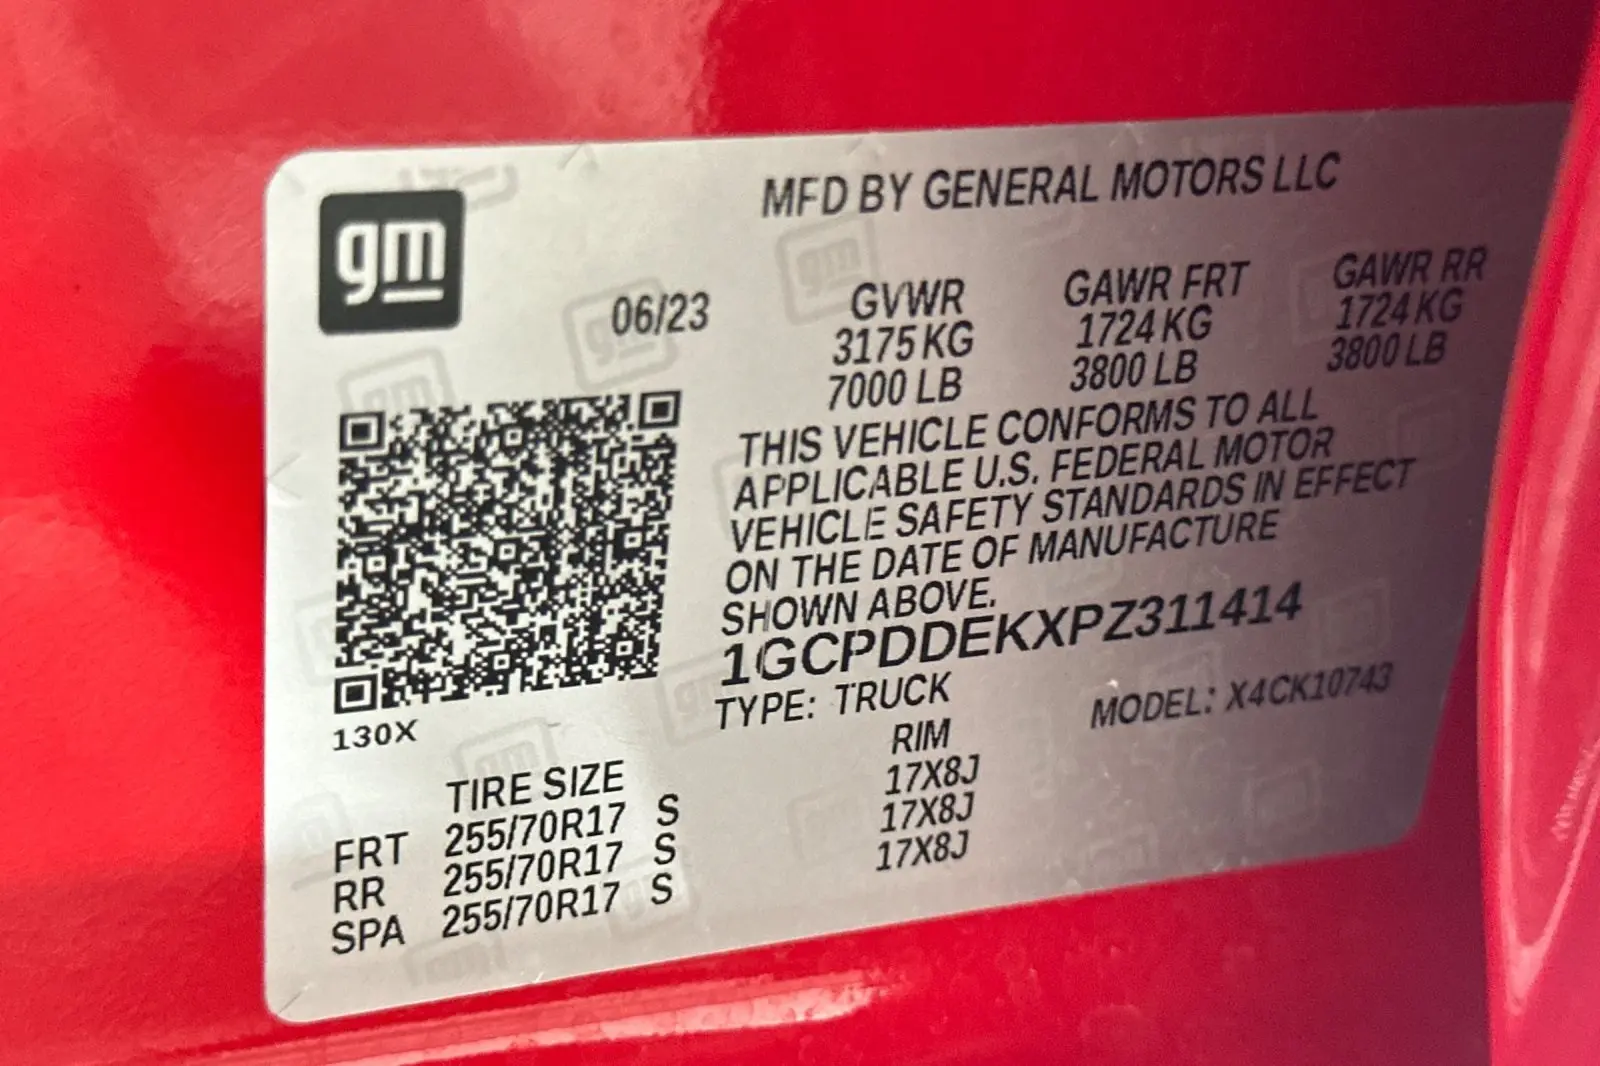 gm
MFD BY GENERAL MOTORS LLC
06/23
GVWR GAWR FRT GAWR RR
3175 KG 1724 KG 1724 KG
7000 LB 3800 LB 3800 LB
THIS VEHICLE CONFORMS TO ALL
APPLICABLE U.S. FEDERAL MOTOR
VEHICLE SAFETY STANDARDS IN EFFECT
ON THE DATE OF MANUFACTURE
SHOWN ABOVE.
1GCPDDEKXPZ311414
TYPE: TRUCK MODEL: X4CK10743
130X
TIRE SIZE RIM
FRT 255/70R17 S 17X8J
RR 255/70R17 S 17X8J
SPA 255/70R17 S 17X8J